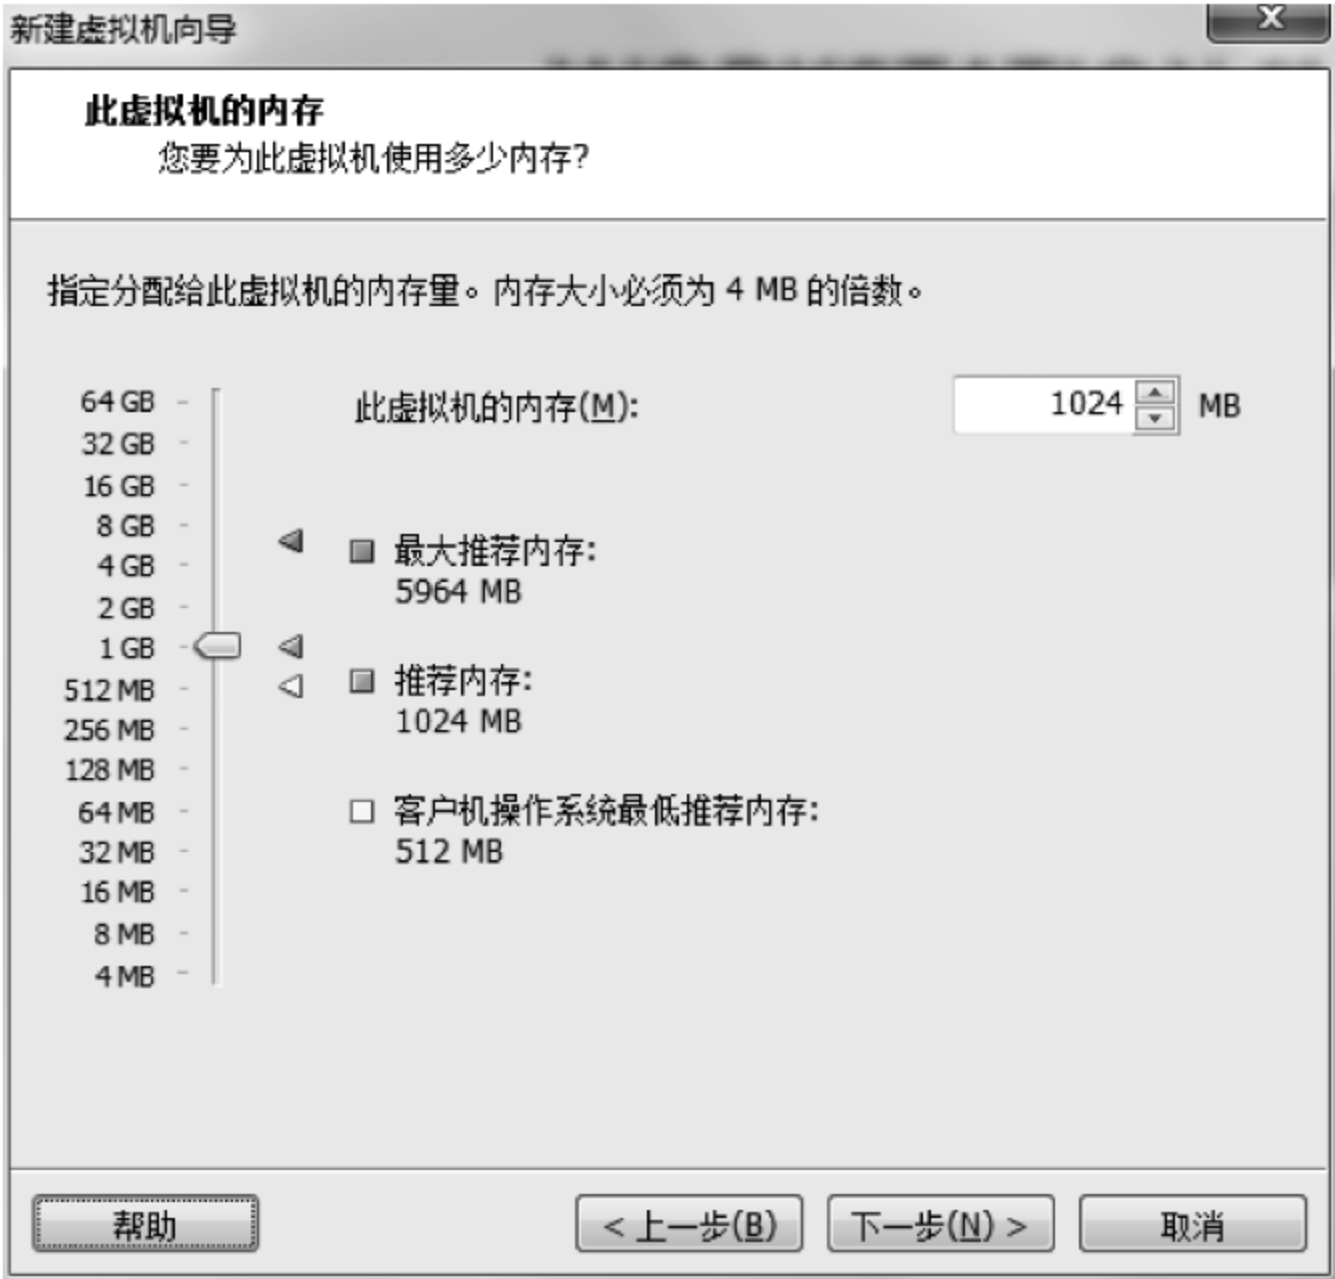 新建虚拟机向导
X
此虚拟机的内存
您要为此虚拟机使用多少内存?
指定分配给此虚拟机的内存量。内存大小必须为 4 MB 的倍数。
64 GB
32 GB
16 GB
8 GB
4 GB
2 GB
1 GB
512 MB
256 MB
128 MB
64 MB
32 MB
16 MB
8 MB
4 MB
此虚拟机的内存(M): 1024 MB
最大推荐内存:
5964 MB
推荐内存:
1024 MB
客户机操作系统最低推荐内存:
512 MB
帮助 < 上一步(B) 下一步(N) > 取消